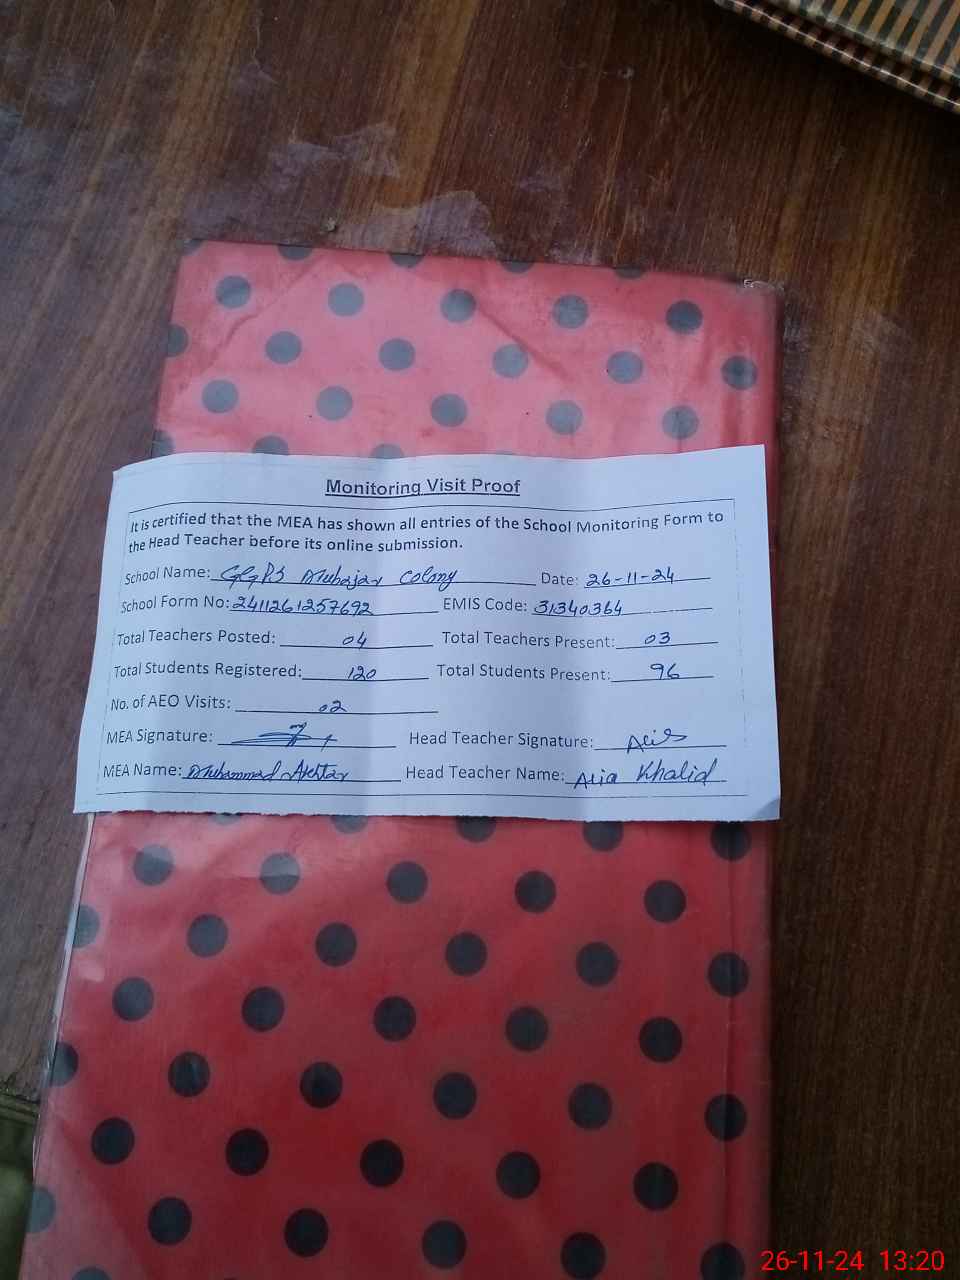 Monitoring Visit Proof
It is certified that the MEA has shown all entries of the School Monitoring Form to
the Head Teacher before its online submission.
School Name: GGPS Muhajar Colony Date: 26-11-24
School Form No: 2411261257692 EMIS Code: 31340364
Total Teachers Posted: 04 Total Teachers Present: 03
Total Students Registered: 120 Total Students Present: 96
No. of AEO Visits: 02
MEA Signature: Head Teacher Signature:
MEA Name: Muhammad Akhtar Head Teacher Name: Alia Khalid
26-11-24 13:20